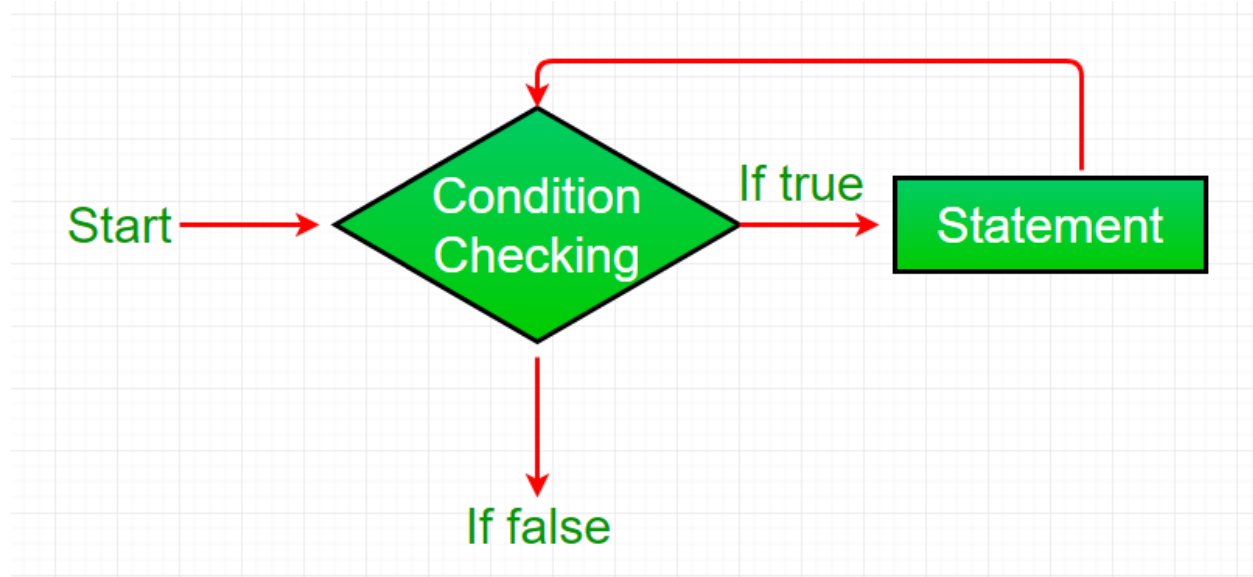 Start
Condition
Checking
If true
Statement
If false